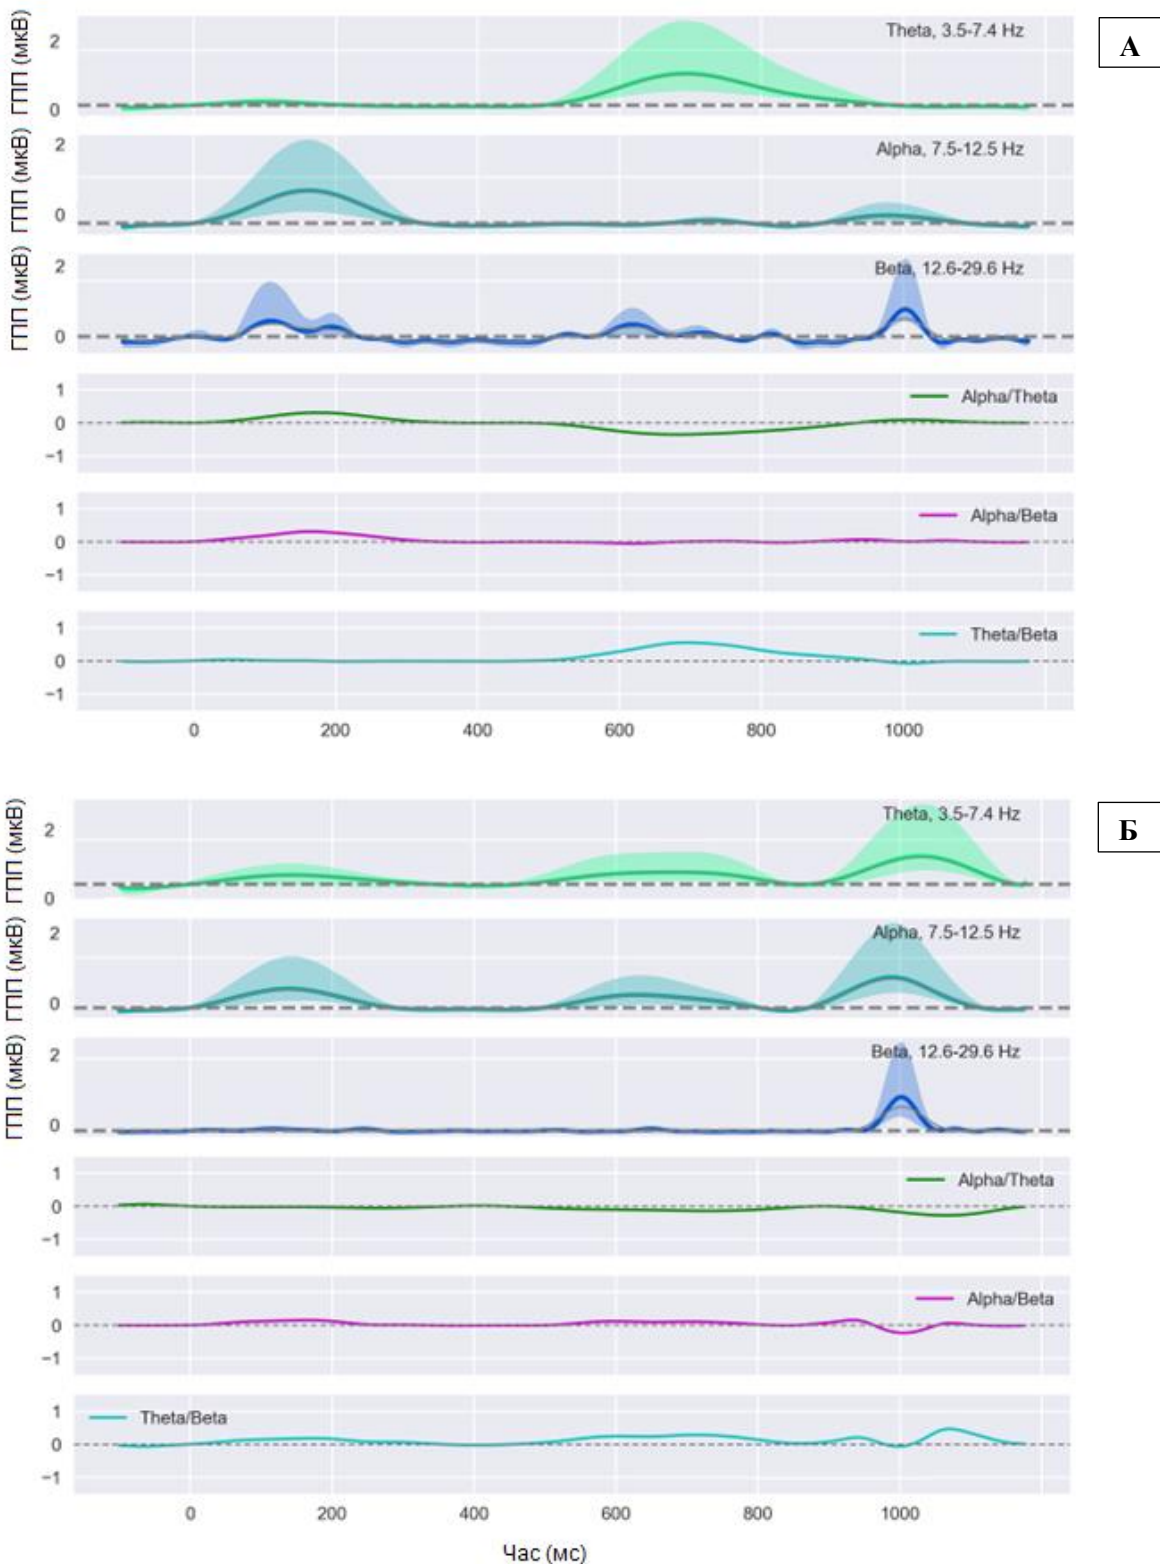 А
ГПП (мкВ)
2
0
Theta, 3.5-7.4 Hz
ГПП (мкВ)
2
0
Alpha, 7.5-12.5 Hz
ГПП (мкВ)
2
0
Beta, 12.6-29.6 Hz
1
0
−1
Alpha/Theta
1
0
−1
Alpha/Beta
1
0
−1
Theta/Beta
0 200 400 600 800 1000
Б
ГПП (мкВ)
2
0
Theta, 3.5-7.4 Hz
ГПП (мкВ)
2
0
Alpha, 7.5-12.5 Hz
ГПП (мкВ)
2
0
Beta, 12.6-29.6 Hz
1
0
−1
Alpha/Theta
1
0
−1
Alpha/Beta
1
0
−1
Theta/Beta
0 200 400 600 800 1000
Час (мс)